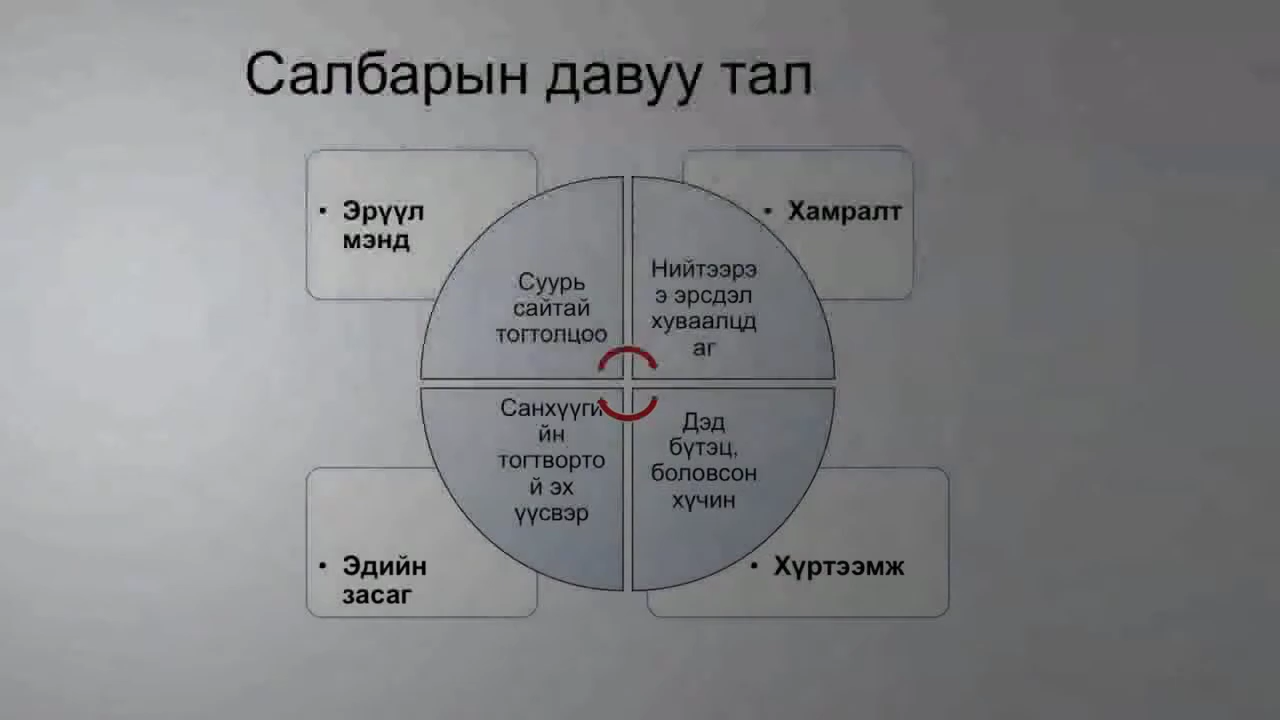 Салбарын давуу тал
• Эрүүл
мэнд
• Хамралт
Суурь
сайтай
тогтолцоо
Нийтээрэ
э эрсдэл
хуваалцд
аг
Санхүүги
йн
тогтворто
й эх
үүсвэр
Дэд
бүтэц,
боловсон
хүчин
• Эдийн
засаг
• Хүртээмж